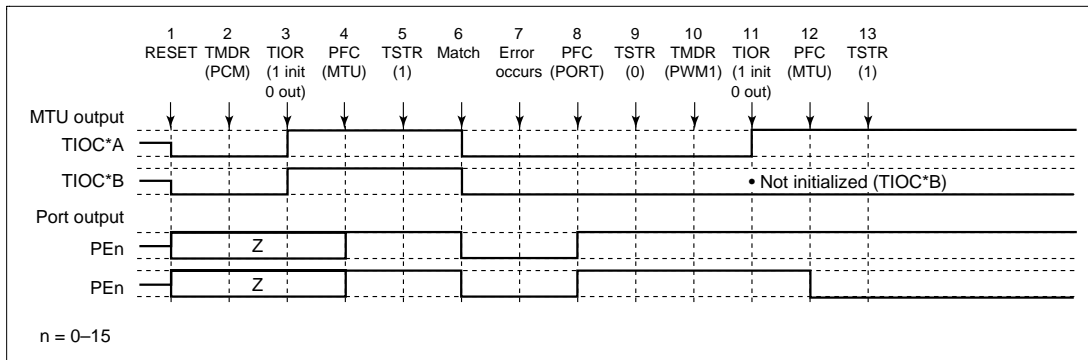 1 2 3 4 5 6 7 8 9 10 11 12 13
RESET TMDR TIOR PFC TSTR Match Error PFC TSTR TMDR TIOR PFC TSTR
(PCM) (1 init (MTU) (1) occurs (PORT) (0) (PWM1) (1 init (MTU) (1)
0 out) 0 out)
MTU output
TIOC*A
TIOC*B
• Not initialized (TIOC*B)
Port output
PEn
Z
PEn
Z
n = 0–15